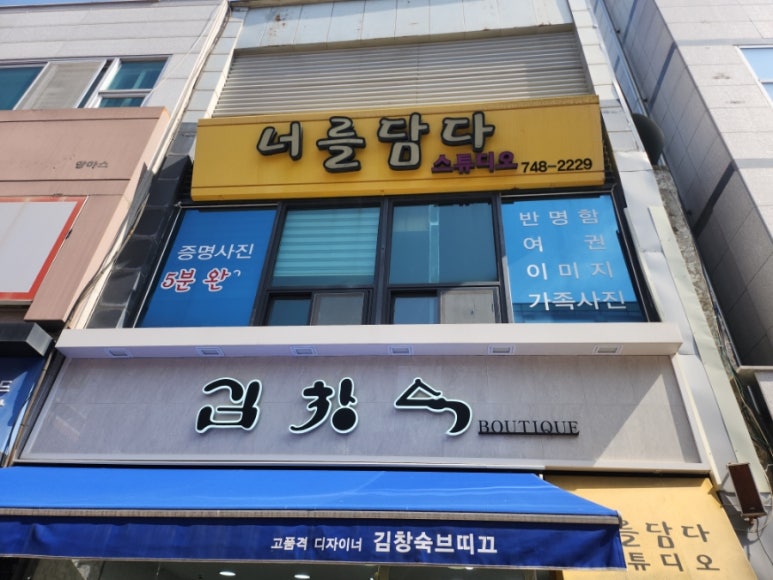 너를담다
스튜디오 748-2229
증명사진
5분 완
반명함
여권
이미지
가족사진
김창숙 BOUTIQUE
고품격 디자이너 김창숙브띠끄
를담다
스튜디오